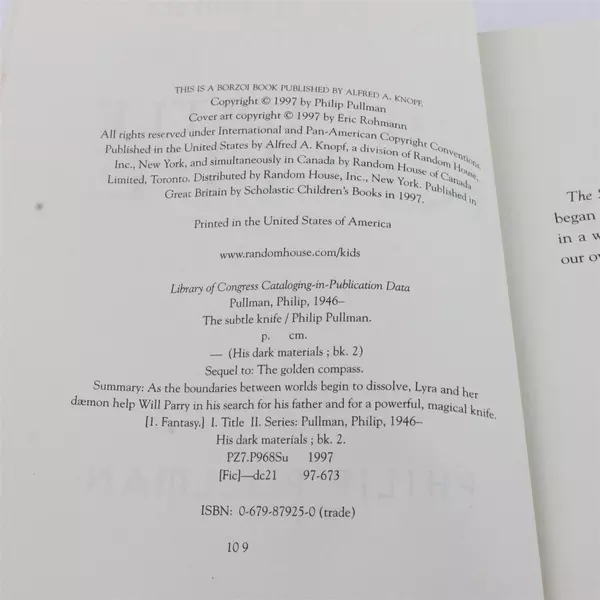 THIS IS A BORZOI BOOK PUBLISHED BY ALFRED A. KNOPF.
Copyright © 1997 by Philip Pullman
Cover art copyright © 1997 by Eric Rohmann
All rights reserved under International and Pan-American Copyright Conventions.
Published in the United States by Alfred A. Knopf, a division of Random House,
Inc., New York, and simultaneously in Canada by Random House of Canada
Limited, Toronto. Distributed by Random House, Inc., New York. Published in
Great Britain by Scholastic Children's Books in 1997.
Printed in the United States of America
www.randomhouse.com/kids
Library of Congress Cataloging-in-Publication Data
Pullman, Philip, 1946–
The subtle knife / Philip Pullman.
p. cm.
— (His dark materials ; bk. 2)
Sequel to: The golden compass.
Summary: As the boundaries between worlds begin to dissolve, Lyra and her
dæmon help Will Parry in his search for his father and for a powerful, magical knife.
[1. Fantasy.] I. Title II. Series: Pullman, Philip, 1946–
His dark materials ; bk. 2.
PZ7.P968Su 1997
[Fic]—dc21 97-673
ISBN: 0-679-87925-0 (trade)
10 9
The S
began
in a w
our ow